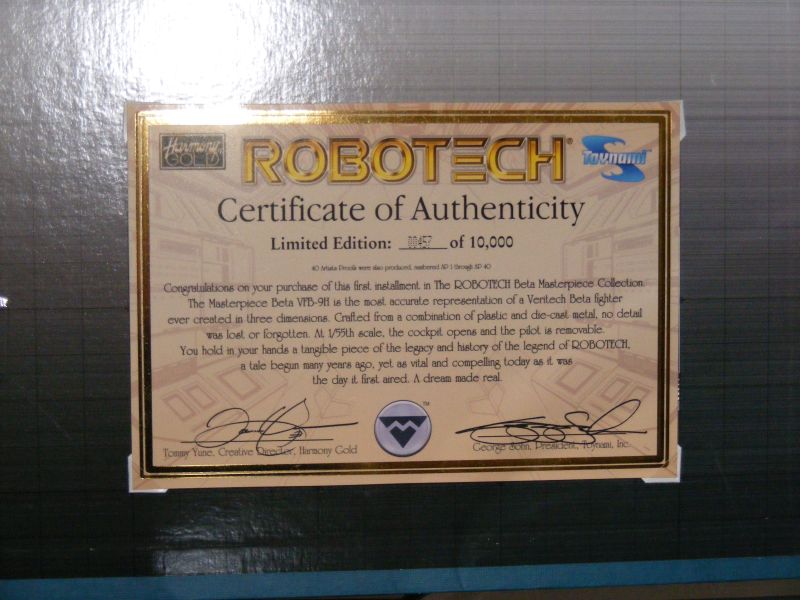 Harmony GOLD
ROBOTECH®
Toynami
Certificate of Authenticity
Limited Edition: 00457 of 10,000
40 Artists Proofs were also produced, numbered AP 1 through AP 40
Congratulations on your purchase of this first installment in The ROBOTECH Beta Masterpiece Collection.
The Masterpiece Beta VFB-9H is the most accurate representation of a Veritech Beta fighter
ever created in three dimensions. Crafted from a combination of plastic and die-cast metal, no detail
was lost or forgotten. At 1/55th scale, the cockpit opens and the pilot is removable.
You hold in your hands a tangible piece of the legacy and history of the legend of ROBOTECH,
a tale begun many years ago, yet as vital and compelling today as it was
the day it first aired. A dream made real.
TM
Tommy Yune, Creative Director, Harmony Gold
George Sohn, President, Toynami, Inc.